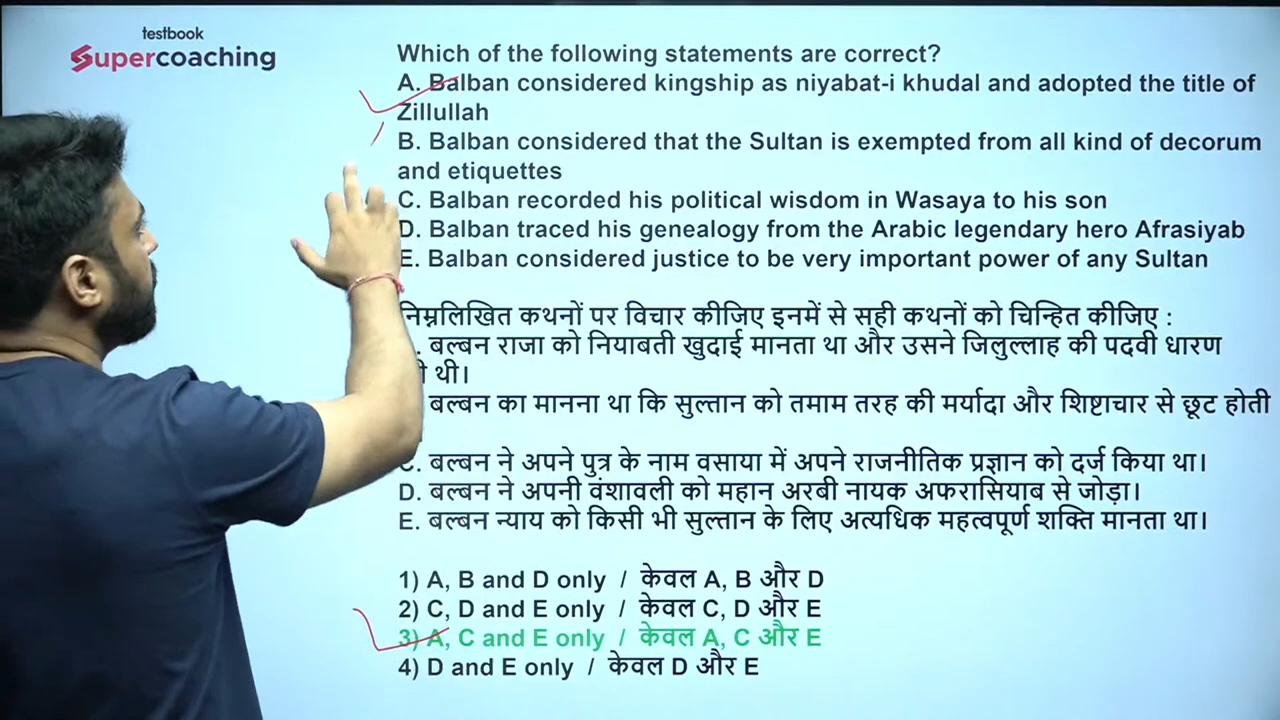 testbook
Supercoaching
Which of the following statements are correct?
A. Balban considered kingship as niyabat-i khudal and adopted the title of
Zillullah
B. Balban considered that the Sultan is exempted from all kind of decorum
and etiquettes
C. Balban recorded his political wisdom in Wasaya to his son
D. Balban traced his genealogy from the Arabic legendary hero Afrasiyab
E. Balban considered justice to be very important power of any Sultan
निम्नलिखित कथनों पर विचार कीजिए इनमें से सही कथनों को चिन्हित कीजिए :
. बल्बन राजा को नियाबती खुदाई मानता था और उसने जिलुल्लाह की पदवी धारण
थी।
बल्बन का मानना था कि सुल्तान को तमाम तरह की मर्यादा और शिष्टाचार से छूट होती
C. बल्बन ने अपने पुत्र के नाम वसाया में अपने राजनीतिक प्रज्ञान को दर्ज किया था।
D. बल्बन ने अपनी वंशावली को महान अरबी नायक अफरासियाब से जोड़ा।
E. बल्बन न्याय को किसी भी सुल्तान के लिए अत्यधिक महत्वपूर्ण शक्ति मानता था।
1) A, B and D only / केवल A, B और D
2) C, D and E only / केवल C, D और E
3) A, C and E only / केवल A, C और E
4) D and E only / केवल D और E